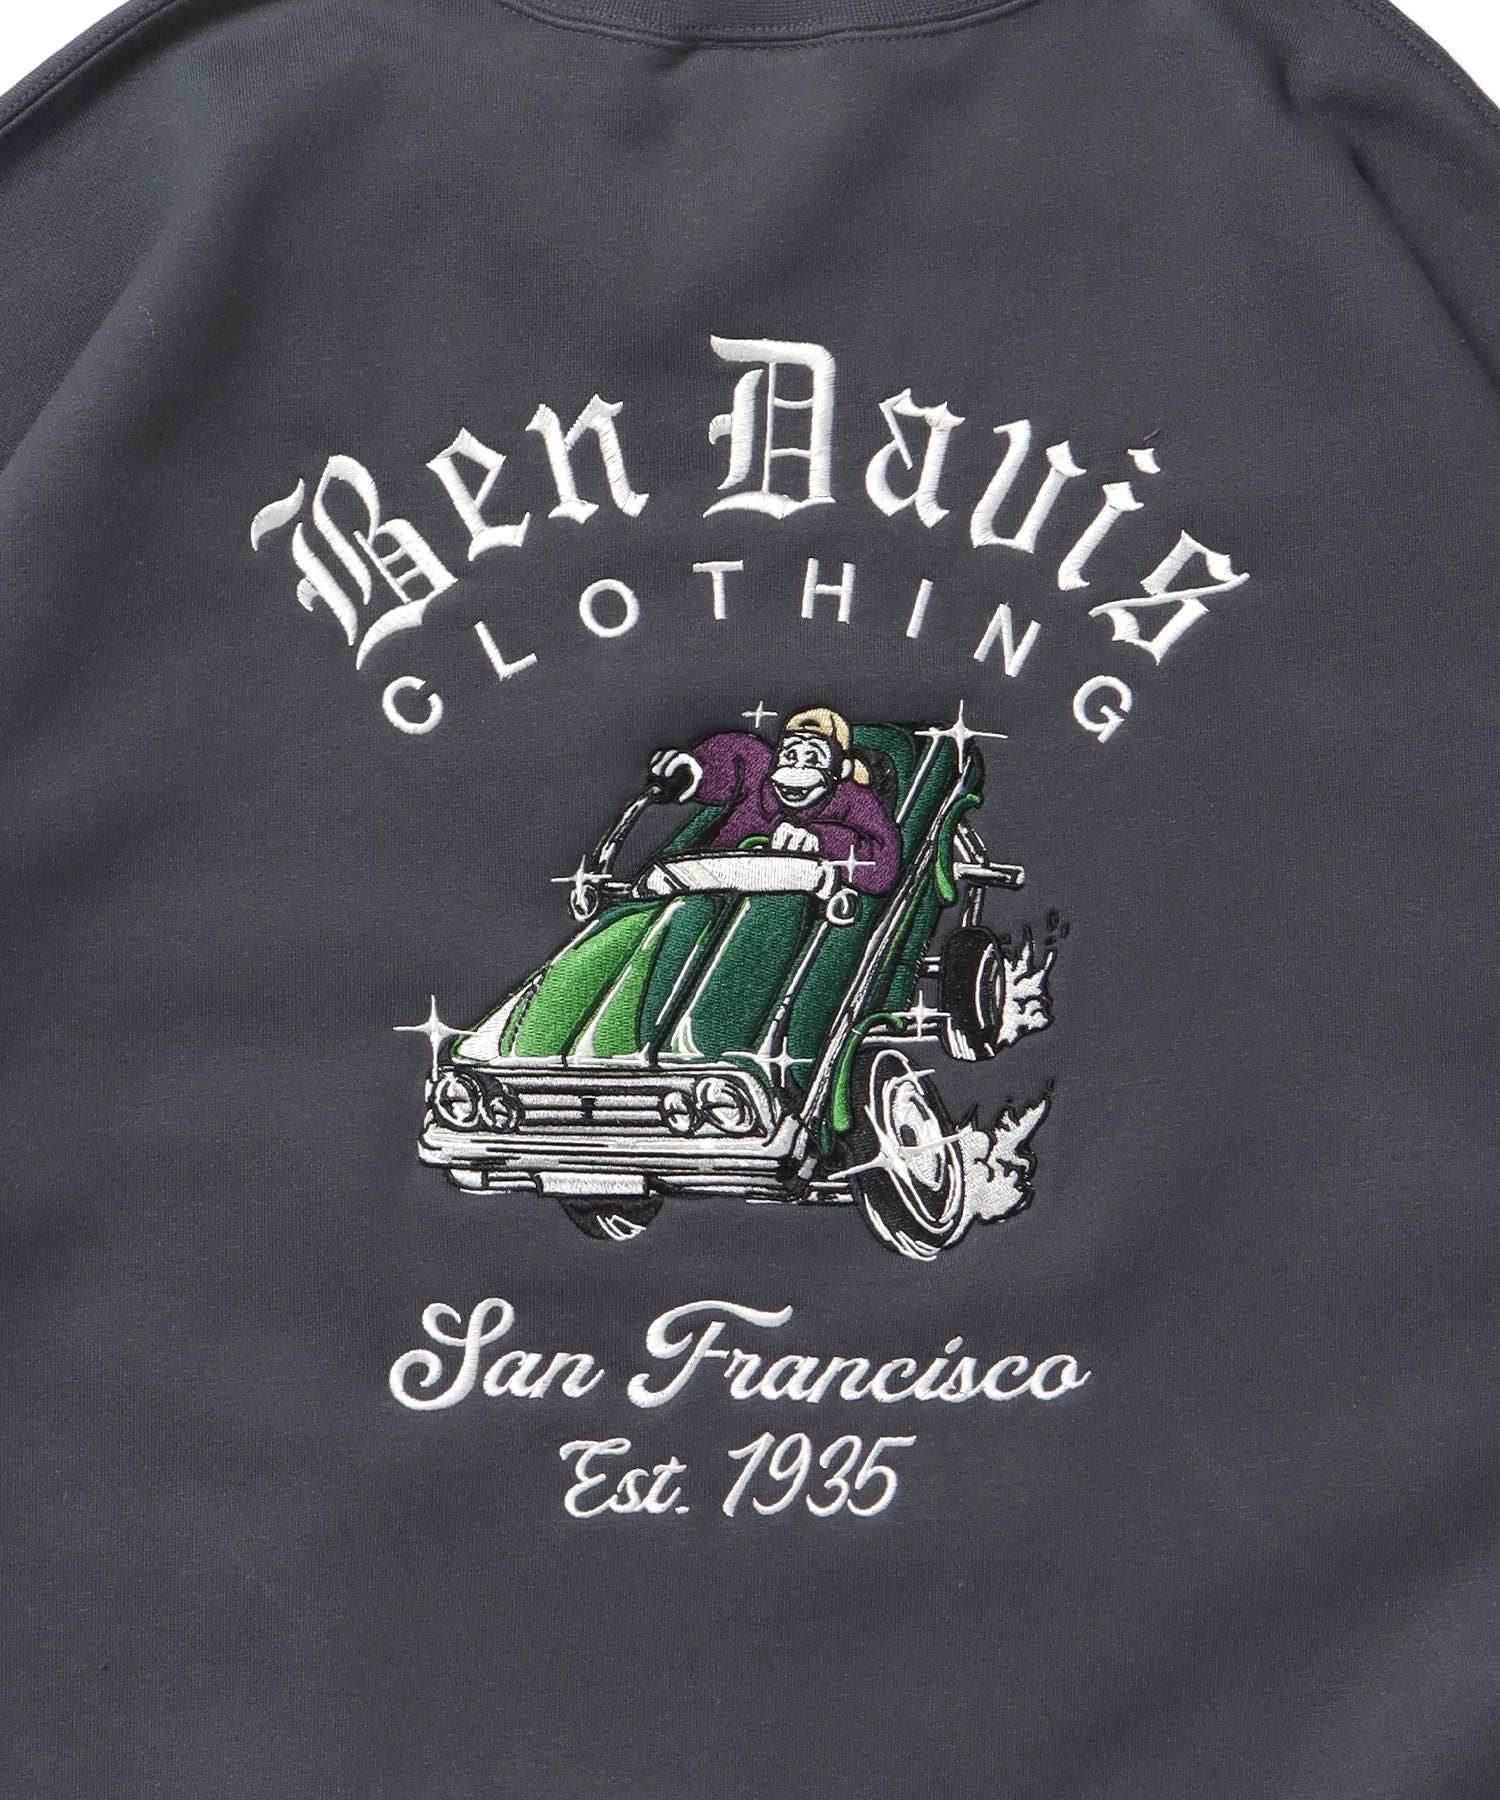 Ben Davis
CLOTHING
San Francisco
Est. 1935